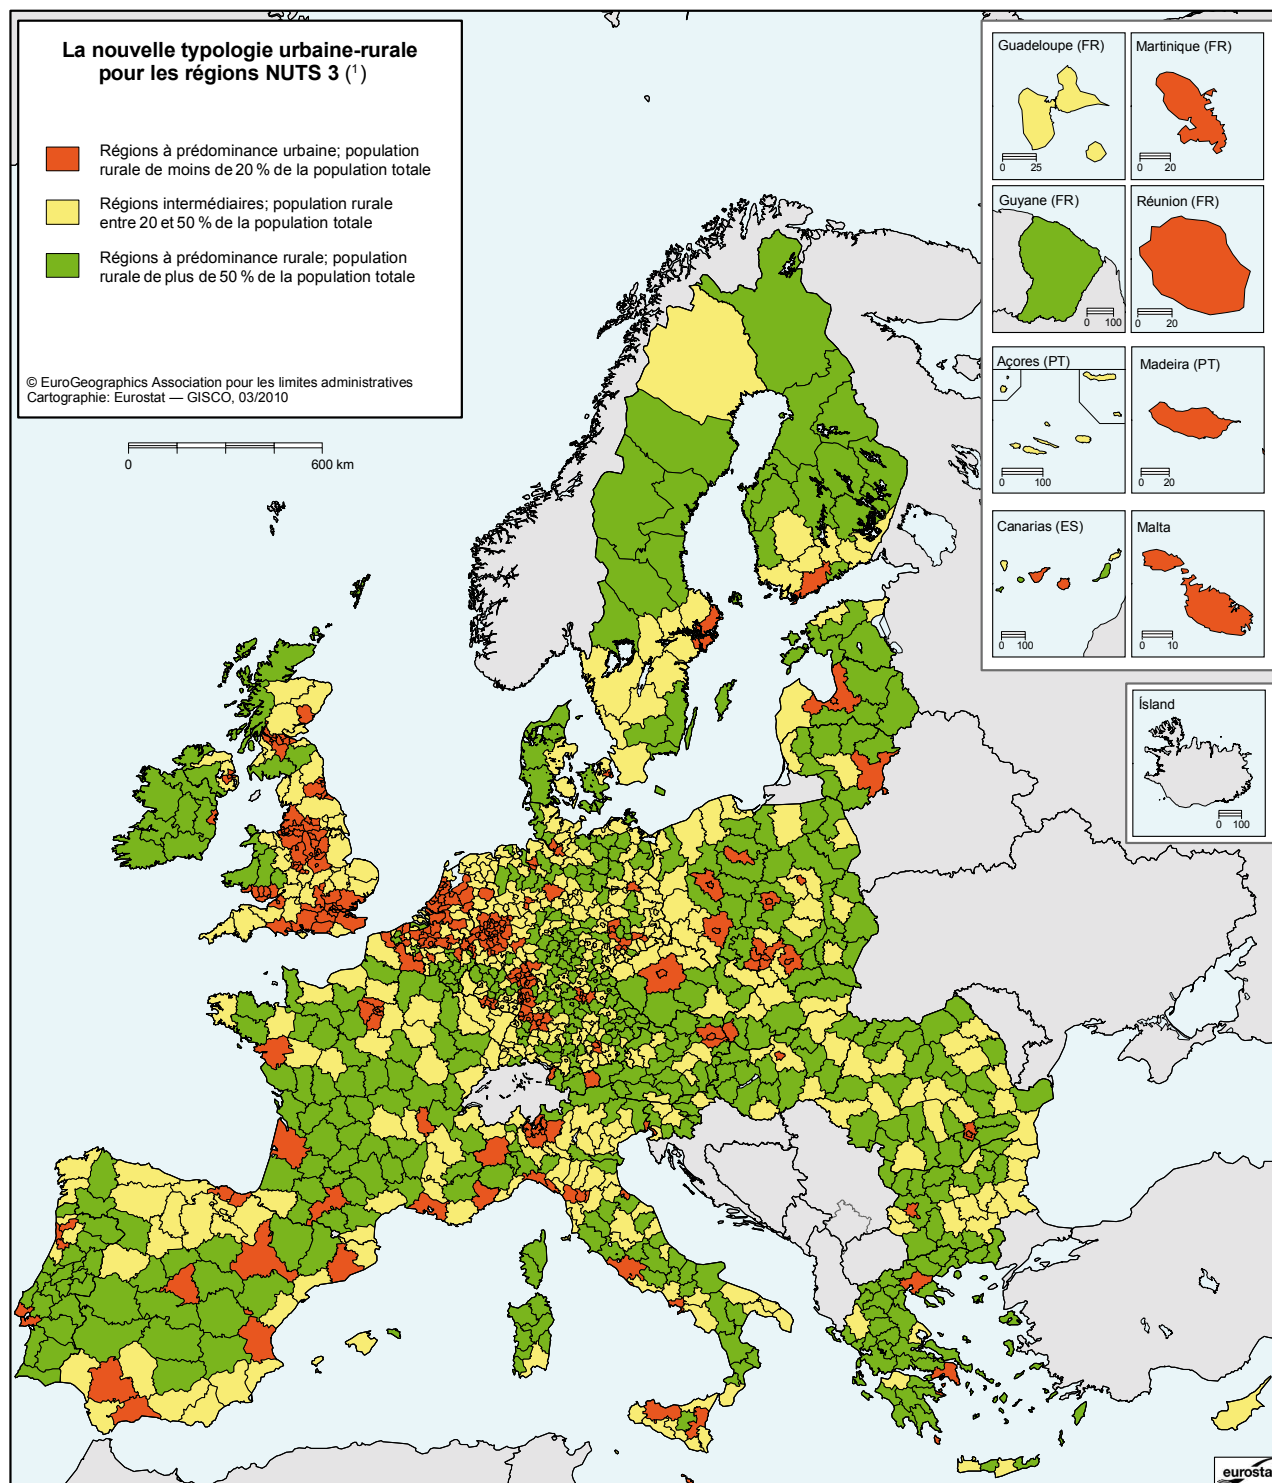 La nouvelle typologie urbaine-rurale
pour les régions NUTS 3 (¹)
Régions à prédominance urbaine; population
rurale de moins de 20 % de la population totale
Régions intermédiaires; population rurale
entre 20 et 50 % de la population totale
Régions à prédominance rurale; population
rurale de plus de 50 % de la population totale
© EuroGeographics Association pour les limites administratives
Cartographie: Eurostat — GISCO, 03/2010
0 600 km
Guadeloupe (FR)
0 25
Martinique (FR)
0 20
Guyane (FR)
0 100
Réunion (FR)
0 20
Açores (PT)
0 100
Madeira (PT)
0 20
Canarias (ES)
0 100
Malta
0 10
Ísland
0 100
eurosta